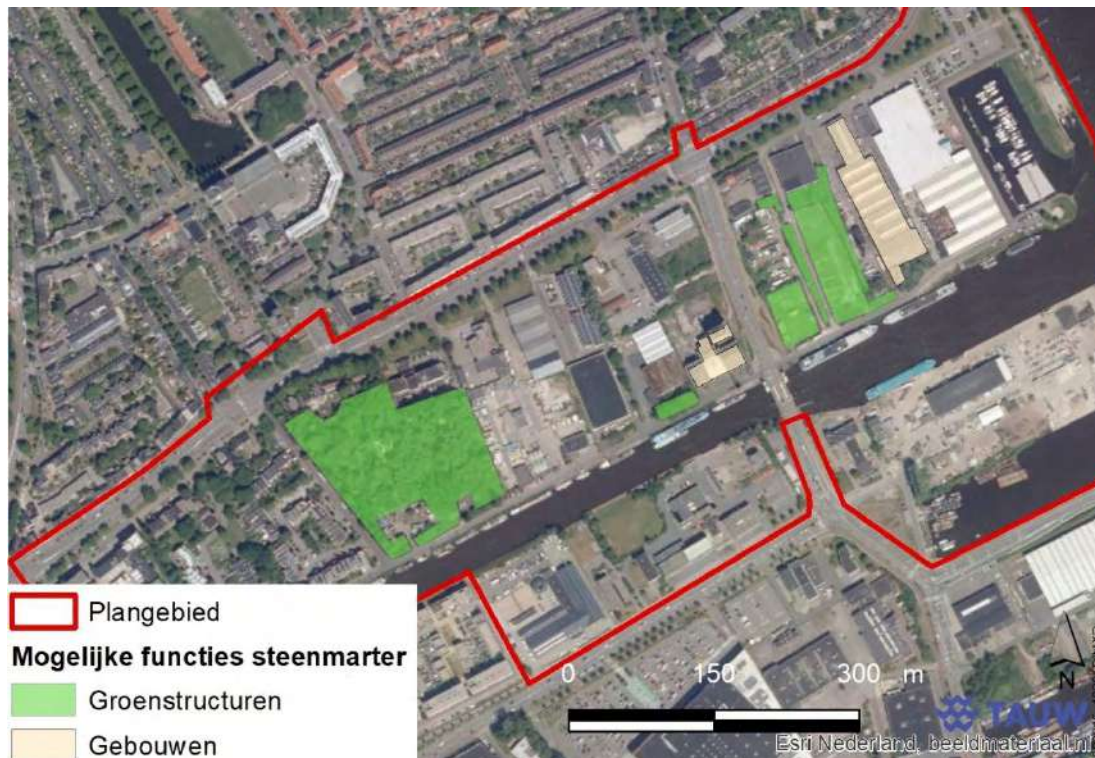 Plangebied
Mogelijke functies steenmarter
Groenstructuren
Gebouwen
0 150 300 m
N
TAUW
Esri Nederland, beeldmateriaal.nl